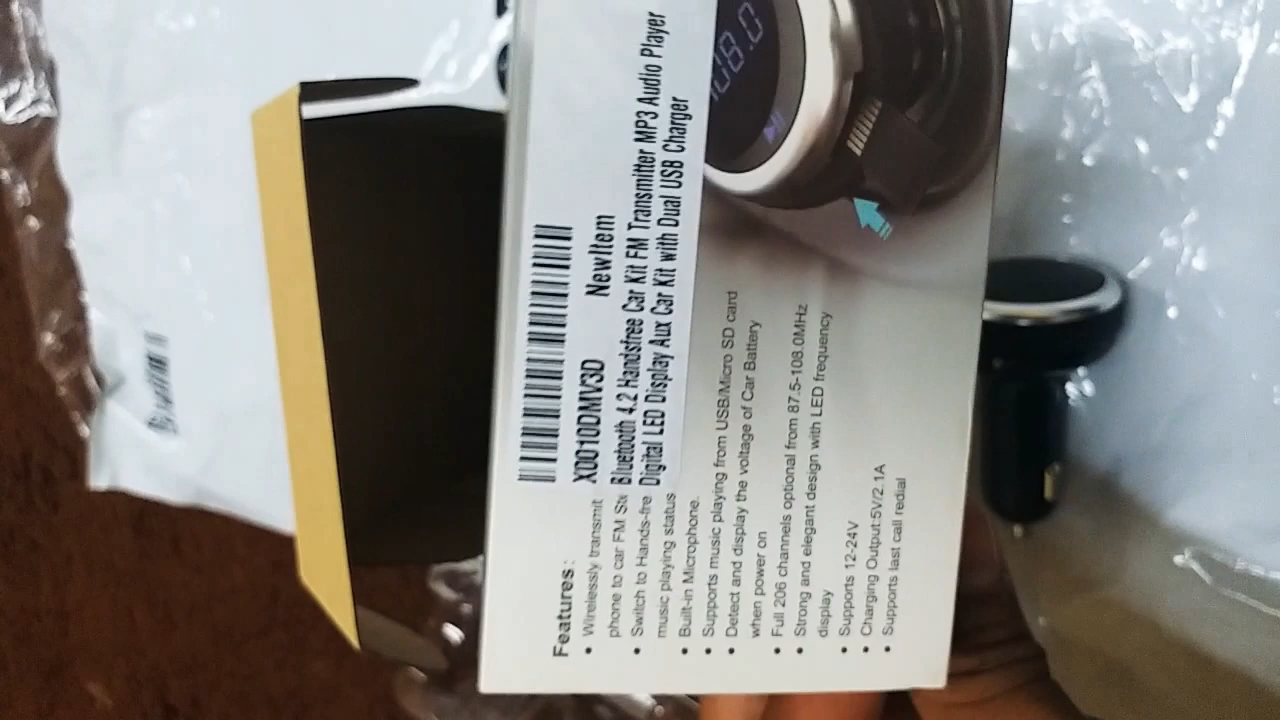 X0010DMV3D NewItem
Bluetooth 4.2 Handsfree Car Kit FM Transmitter MP3 Audio Player
Digital LED Display Aux Car Kit with Dual USB Charger
Features:
• Wirelessly transmit
phone to car FM Ste
• Switch to Hands-fre
music playing status
• Built-in Microphone.
• Supports music playing from USB/Micro SD card
• Detect and display the voltage of Car Battery
when power on
• Full 206 channels optional from 87.5-108.0MHz
• Strong and elegant design with LED frequency
display
• Supports 12-24V
• Charging Output:5V/2.1A
• Supports last call redial
108.0